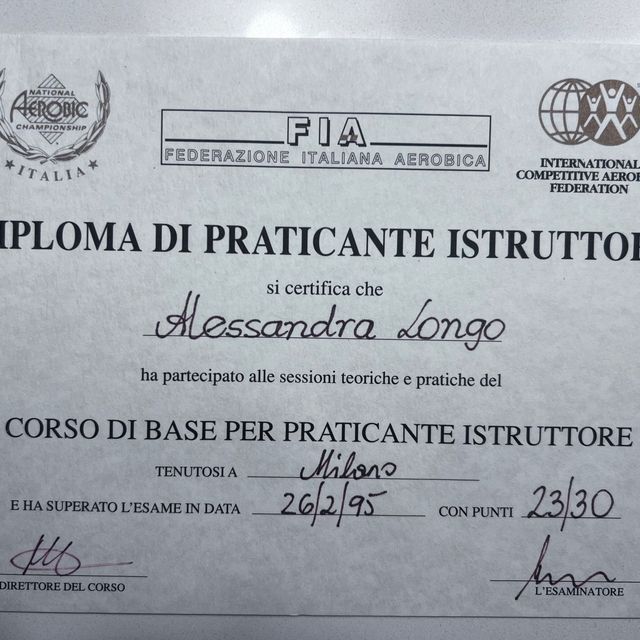 NATIONAL
AEROBIC
CHAMPIONSHIP
ITALIA
FIA
FEDERAZIONE ITALIANA AEROBICA
INTERNATIONAL
COMPETITIVE AEROB
FEDERATION
IPLOMA DI PRATICANTE ISTRUTTOR
si certifica che
Alessandra Longo
ha partecipato alle sessioni teoriche e pratiche del
CORSO DI BASE PER PRATICANTE ISTRUTTORE
TENUTOSI A Milano
E HA SUPERATO L'ESAME IN DATA 26/2/95 CON PUNTI 23/30
DIRETTORE DEL CORSO
L'ESAMINATORE